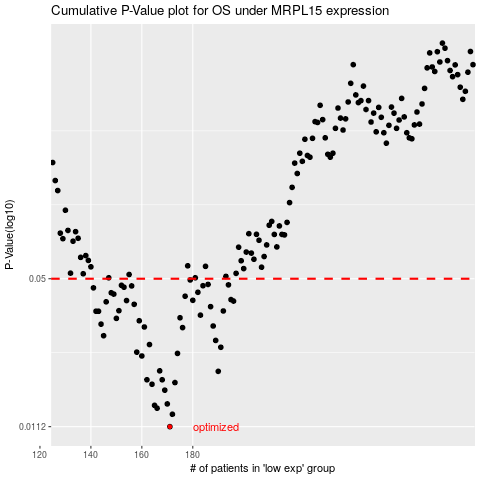 Cumulative P-Value plot for OS under MRPL15 expression
P-Value(log10)
0.05
0.0112
optimized
120 140 160 180
# of patients in 'low exp' group